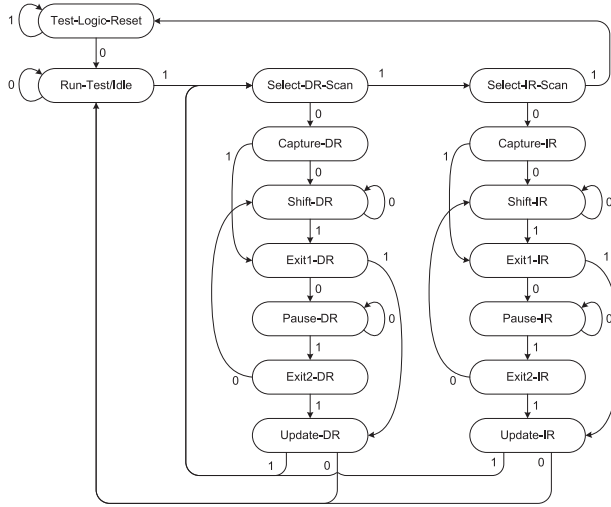 Test-Logic-Reset
1
0
Run-Test/Idle
0
1
Select-DR-Scan
1
Select-IR-Scan
1
0
0
Capture-DR
Capture-IR
1
0
1
0
Shift-DR
0
Shift-IR
0
1
1
Exit1-DR
1
Exit1-IR
1
0
0
Pause-DR
0
Pause-IR
0
1
1
0
Exit2-DR
0
Exit2-IR
1
1
Update-DR
Update-IR
1
0
1
0